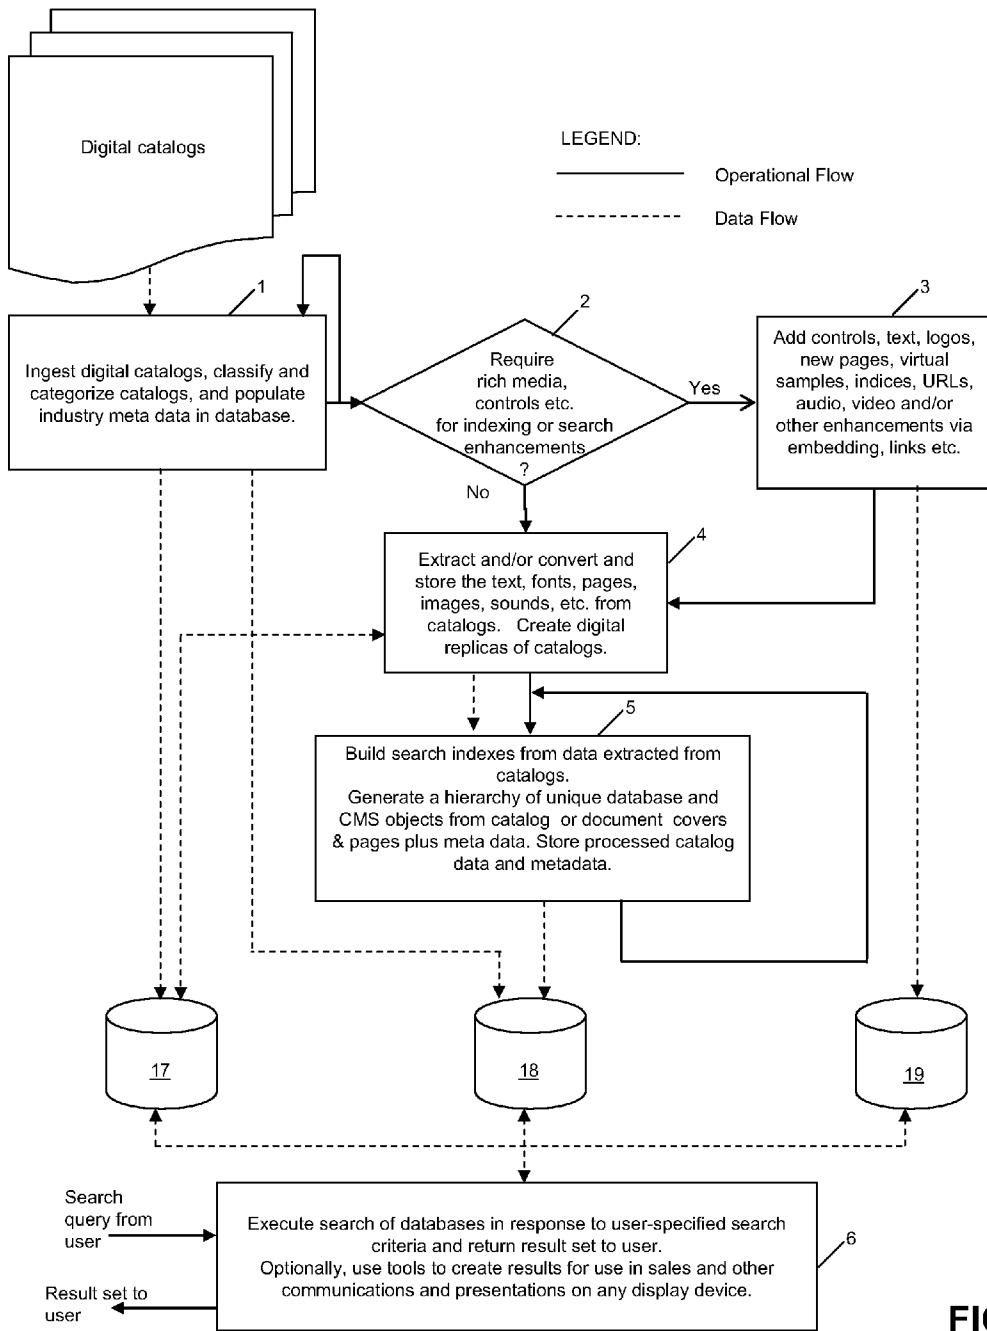 Digital catalogs
LEGEND:
Operational Flow
Data Flow
1
Ingest digital catalogs, classify and
categorize catalogs, and populate
industry meta data in database.
2
Require
rich media,
controls etc.
for indexing or search
enhancements
?
Yes
No
3
Add controls, text, logos,
new pages, virtual
samples, indices, URLs,
audio, video and/or
other enhancements via
embedding, links etc.
4
Extract and/or convert and
store the text, fonts, pages,
images, sounds, etc. from
catalogs. Create digital
replicas of catalogs.
5
Build search indexes from data extracted from
catalogs.
Generate a hierarchy of unique database and
CMS objects from catalog or document covers
& pages plus meta data. Store processed catalog
data and metadata.
17
18
19
Search
query from
user
Result set to
user
6
Execute search of databases in response to user-specified search
criteria and return result set to user.
Optionally, use tools to create results for use in sales and other
communications and presentations on any display device.